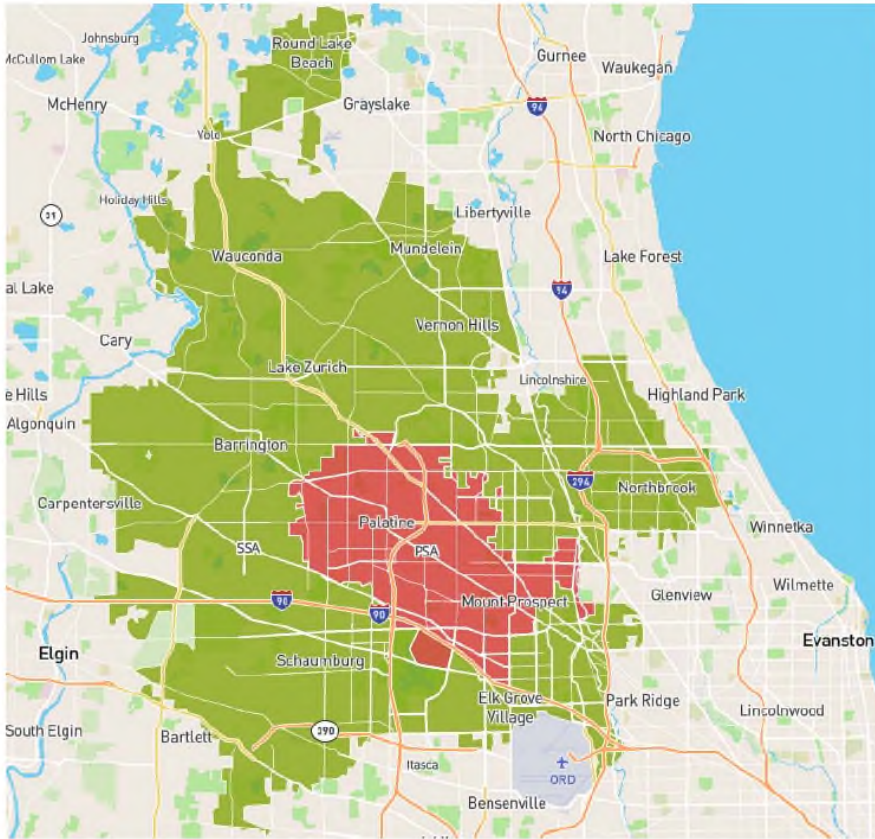 Johnsburg
McCullom Lake
Round Lake
Beach
Gurnee
Waukegan
McHenry
Grayslake
94
Volo
North Chicago
Holiday Hills
31
Libertyville
Wauconda
Mundelein
Lake Forest
94
al Lake
Cary
Vernon Hills
Lake Zurich
Lincolnshire
e Hills
Highland Park
Algonquin
Barrington
294
Northbrook
Carpentersville
Palatine
Winnetka
SSA
PSA
90
90
Mount Prospect
Glenview
Wilmette
Elgin
Evanston
Schaumburg
Elk Grove
Village
Park Ridge
Lincolnwood
South Elgin
Bartlett
390
Itasca
ORD
Bensenville